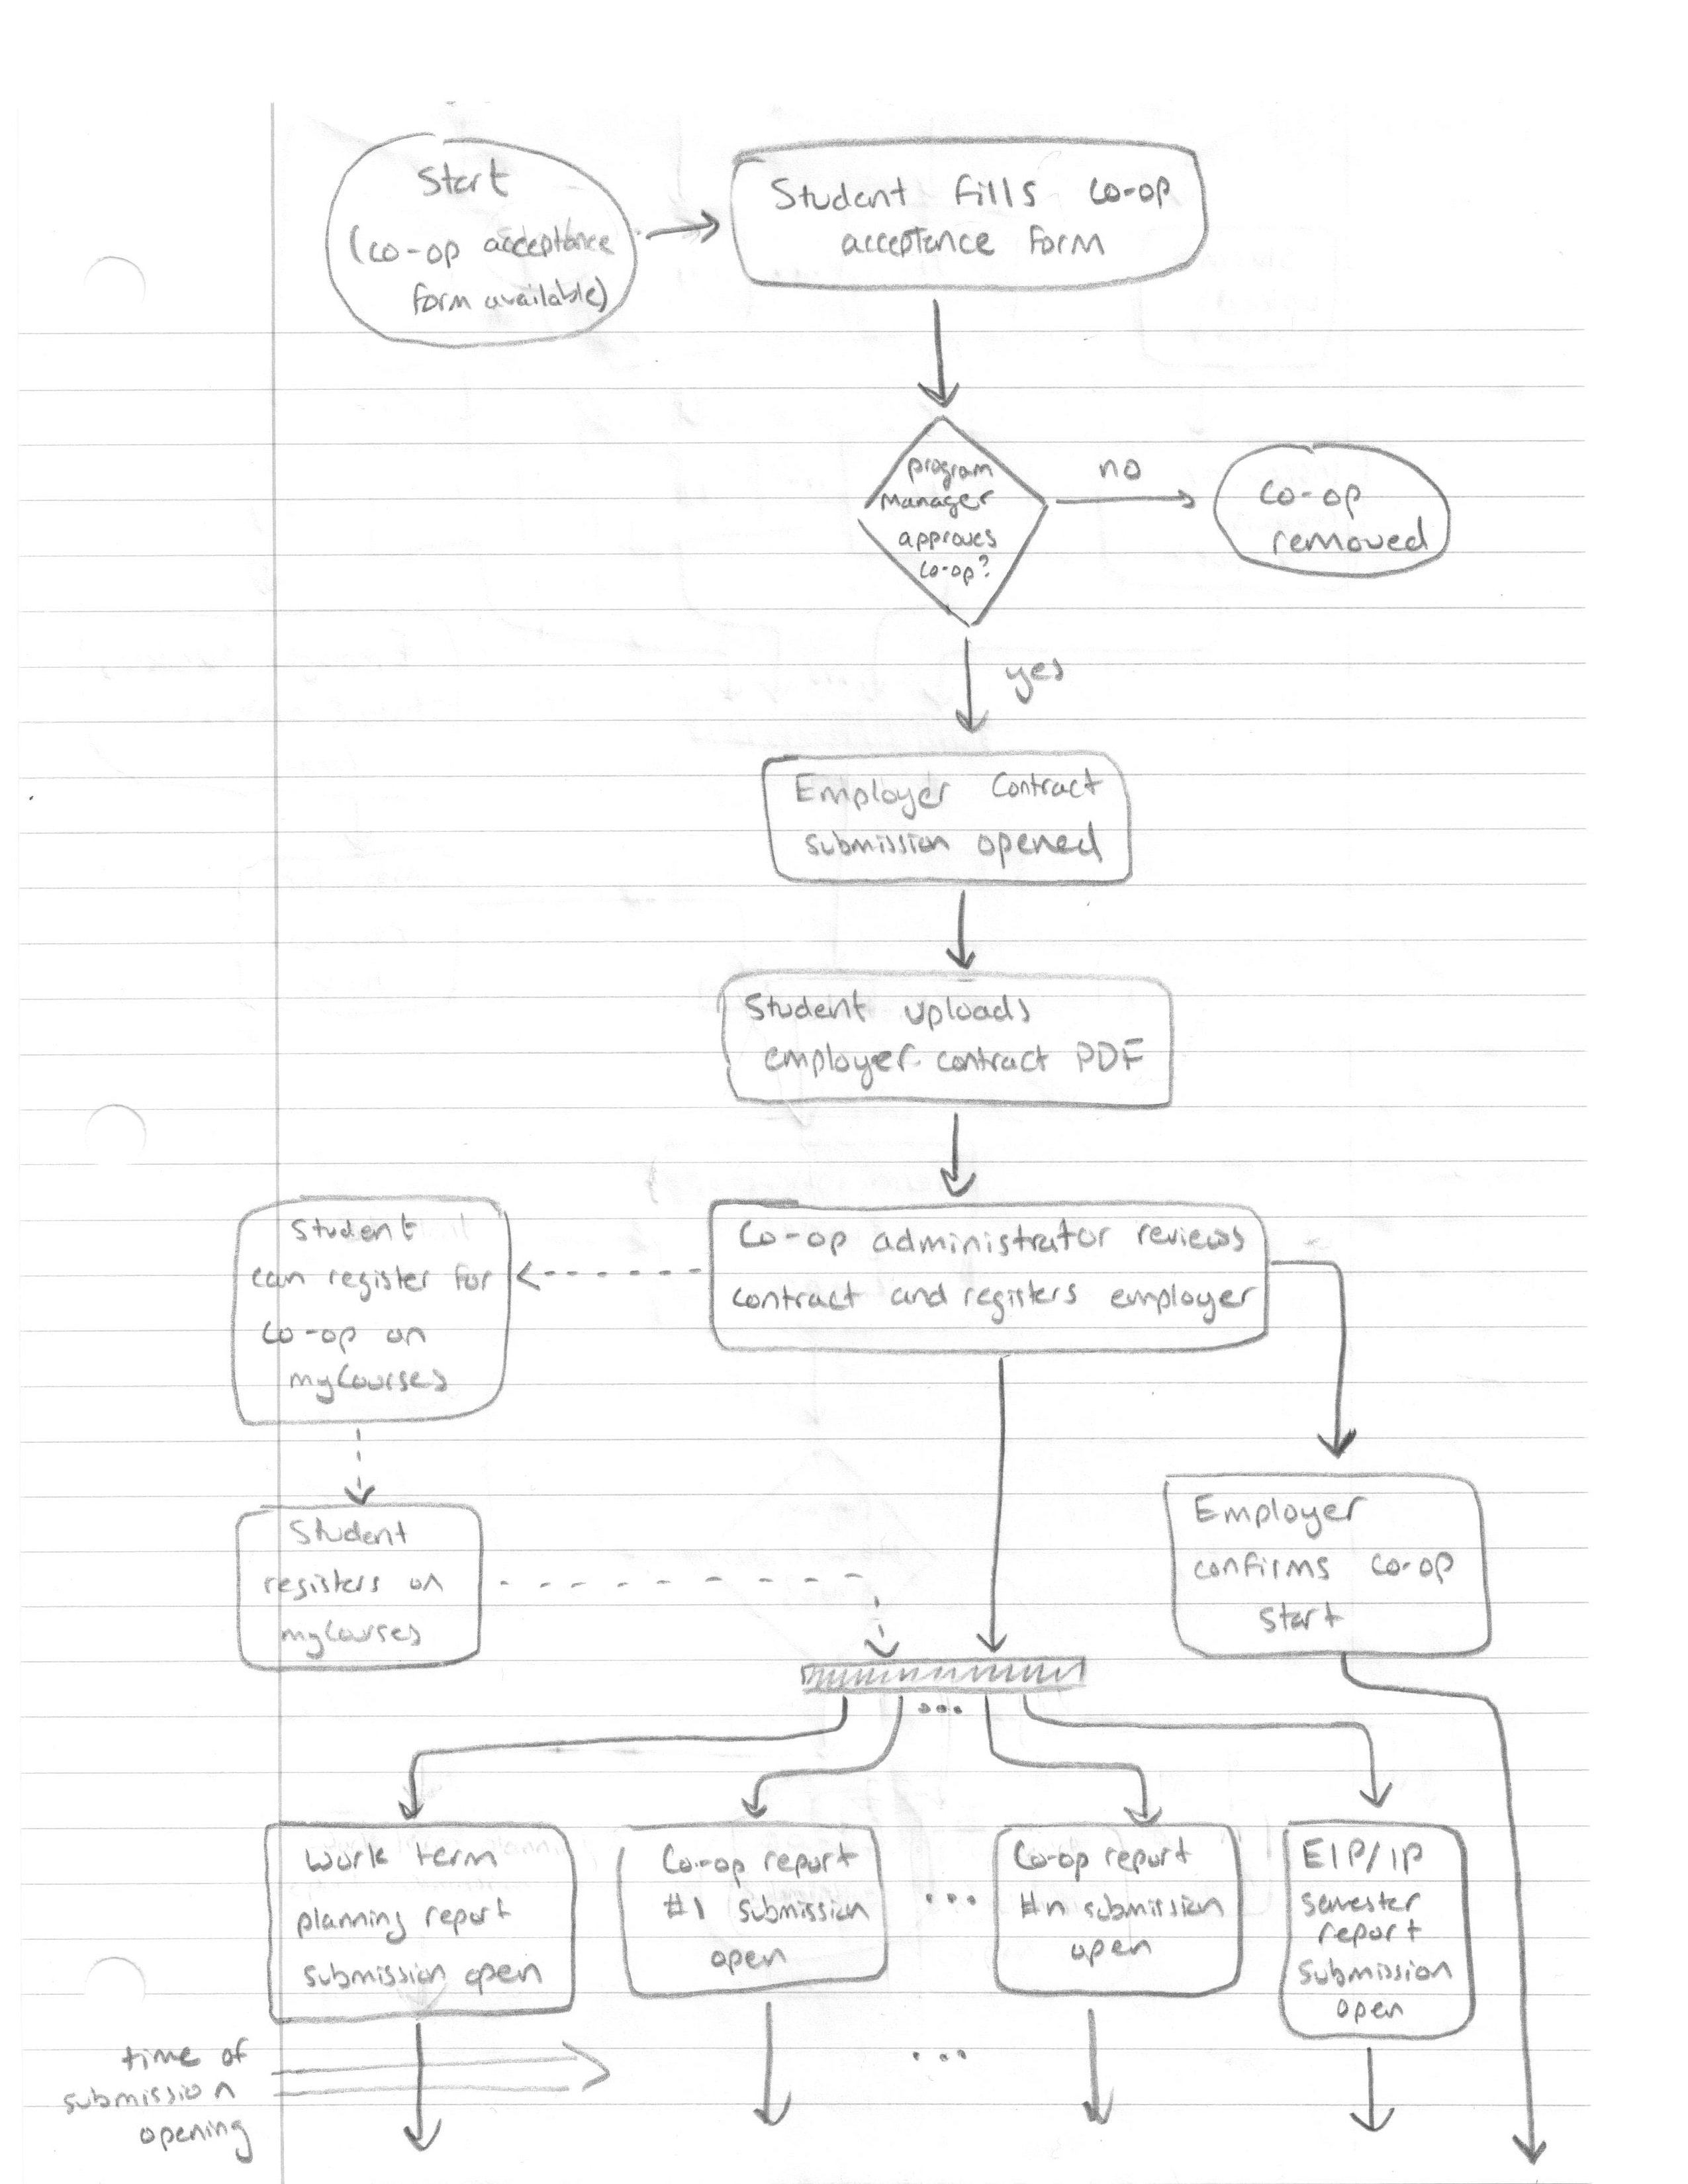 Start
(co-op acceptance
form available)
Student fills co-op
acceptance form
program
manager
approves
co-op?
no
co-op
removed
yes
Employer Contract
submission opened
Student uploads
employer contract PDF
Co-op administrator reviews
contract and registers employer
Student
can register for
co-op on
myCourses
Student
registers on
myCourses
Employer
confirms co-op
start
...
Work term
planning report
submission open
Co-op report
#1 submission
open
...
Co-op report
#n submission
open
EIP/IP
semester
report
submission
open
time of
submission
opening
...